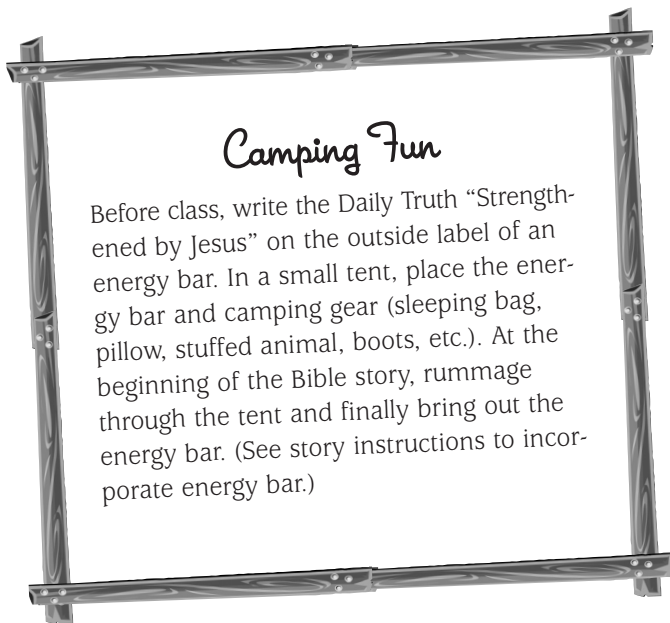 Camping Fun
Before class, write the Daily Truth “Strength-
ened by Jesus” on the outside label of an
energy bar. In a small tent, place the ener-
gy bar and camping gear (sleeping bag,
pillow, stuffed animal, boots, etc.). At the
beginning of the Bible story, rummage
through the tent and finally bring out the
energy bar. (See story instructions to incor-
porate energy bar.)